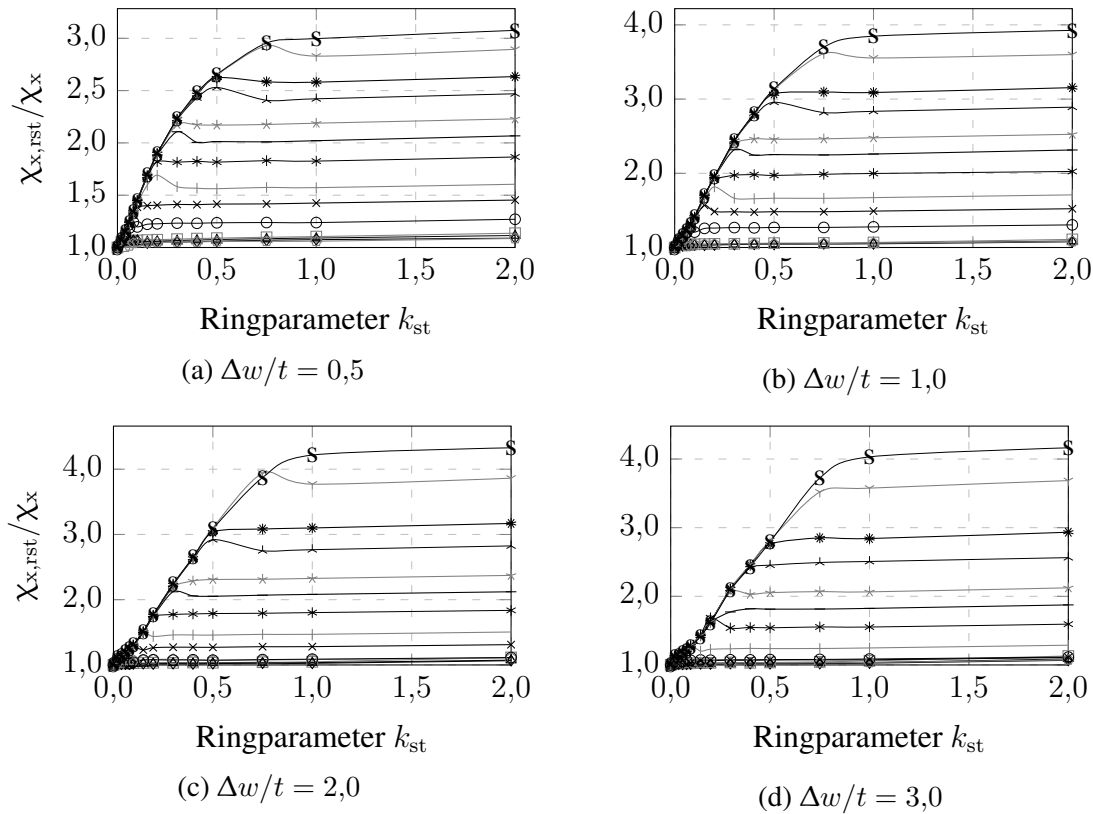 3,0
2,5
2,0
1,5
1,0
χx,rst/χx
0,0 0,5 1,0 1,5 2,0
Ringparameter kst
(a) Δw/t = 0,5
4,0
3,0
2,0
1,0
0,0 0,5 1,0 1,5 2,0
Ringparameter kst
(b) Δw/t = 1,0
4,0
3,0
2,0
1,0
χx,rst/χx
0,0 0,5 1,0 1,5 2,0
Ringparameter kst
(c) Δw/t = 2,0
4,0
3,0
2,0
1,0
0,0 0,5 1,0 1,5 2,0
Ringparameter kst
(d) Δw/t = 3,0